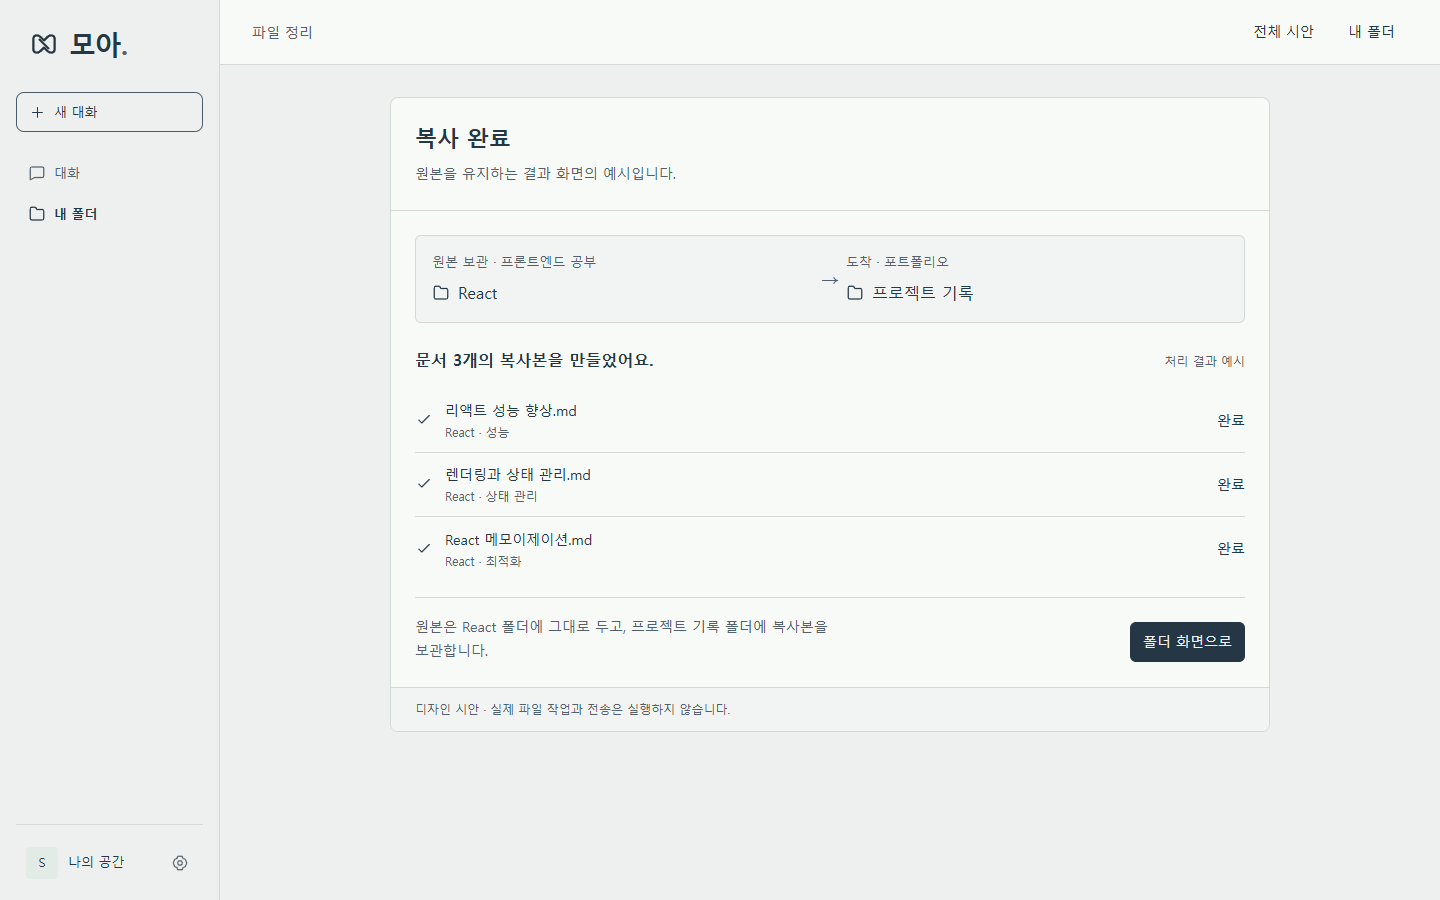 모아.
새 대화
대화
내 폴더
S 나의 공간
파일 정리
전체 시안 내 폴더
복사 완료
원본을 유지하는 결과 화면의 예시입니다.
원본 보관 · 프론트엔드 공부
React
→
도착 · 포트폴리오
프로젝트 기록
문서 3개의 복사본을 만들었어요.
처리 결과 예시
리액트 성능 향상.md
React · 성능
완료
렌더링과 상태 관리.md
React · 상태 관리
완료
React 메모이제이션.md
React · 최적화
완료
원본은 React 폴더에 그대로 두고, 프로젝트 기록 폴더에 복사본을
보관합니다.
폴더 화면으로
디자인 시안 · 실제 파일 작업과 전송은 실행하지 않습니다.